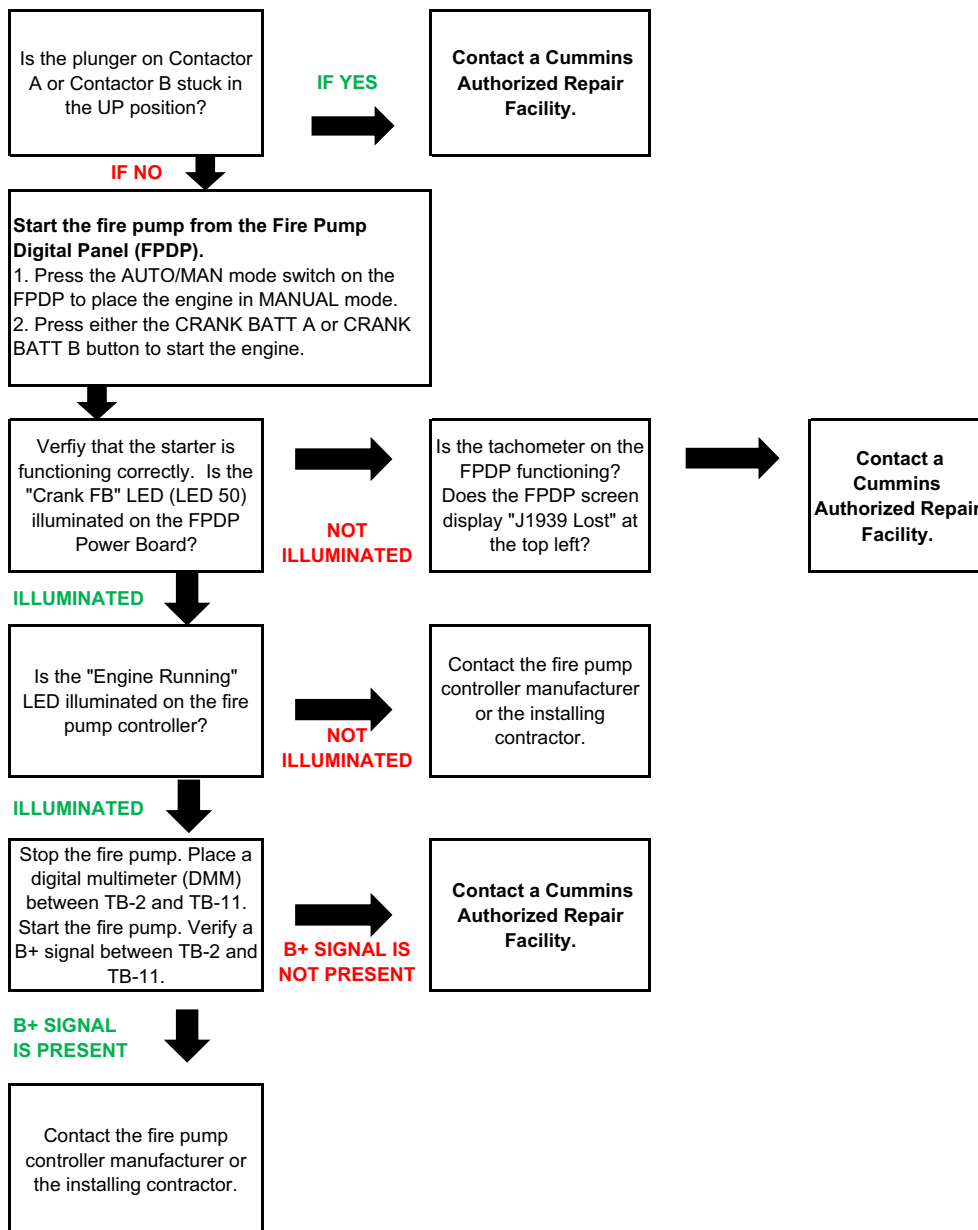 Is the plunger on Contactor
A or Contactor B stuck in
the UP position?
IF YES
Contact a Cummins
Authorized Repair
Facility.
IF NO
Start the fire pump from the Fire Pump
Digital Panel (FPDP).
1. Press the AUTO/MAN mode switch on the
FPDP to place the engine in MANUAL mode.
2. Press either the CRANK BATT A or CRANK
BATT B button to start the engine.
Verfiy that the starter is
functioning correctly. Is the
"Crank FB" LED (LED 50)
illuminated on the FPDP
Power Board?
NOT
ILLUMINATED
Is the tachometer on the
FPDP functioning?
Does the FPDP screen
display "J1939 Lost" at
the top left?
Contact a
Cummins
Authorized Repair
Facility.
ILLUMINATED
Is the "Engine Running"
LED illuminated on the fire
pump controller?
NOT
ILLUMINATED
Contact the fire pump
controller manufacturer
or the installing
contractor.
ILLUMINATED
Stop the fire pump. Place a
digital multimeter (DMM)
between TB-2 and TB-11.
Start the fire pump. Verify a
B+ signal between TB-2 and
TB-11.
B+ SIGNAL IS
NOT PRESENT
Contact a Cummins
Authorized Repair
Facility.
B+ SIGNAL
IS PRESENT
Contact the fire pump
controller manufacturer or
the installing contractor.